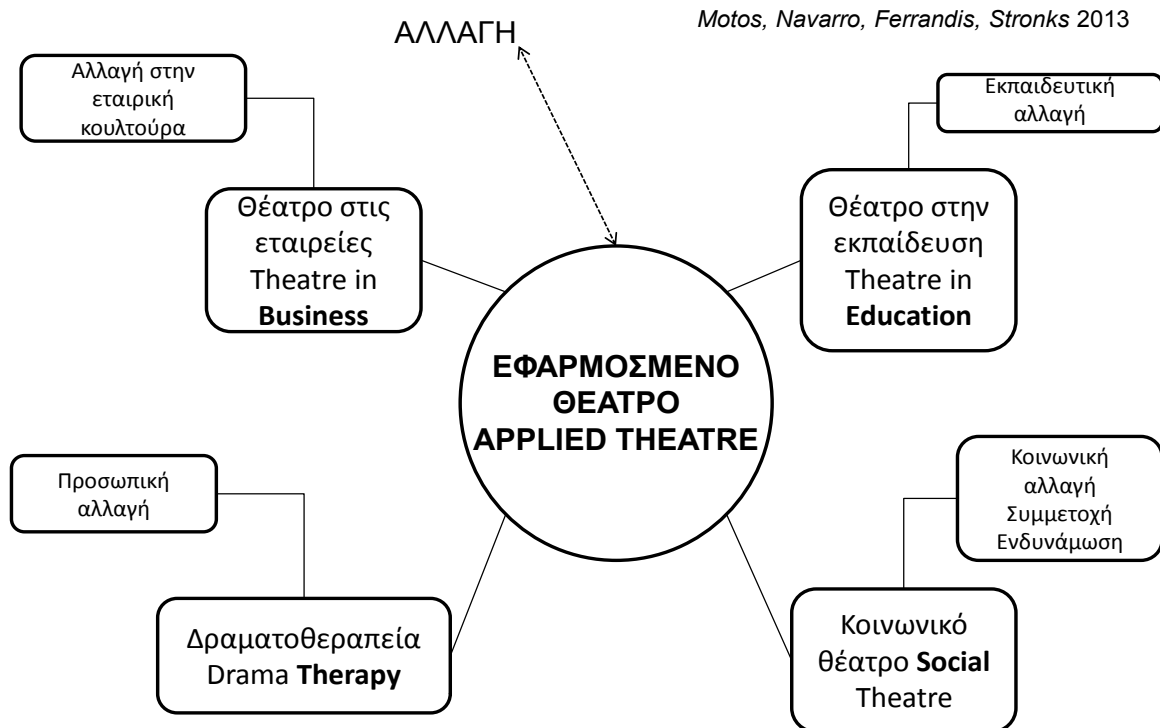 Motos, Navarro, Ferrandis, Stronks 2013
ΑΛΛΑΓΗ
Αλλαγή στην
εταιρική
κουλτούρα
Εκπαιδευτική
αλλαγή
Θέατρο στις
εταιρείες
Theatre in
Business
Θέατρο στην
εκπαίδευση
Theatre in
Education
ΕΦΑΡΜΟΣΜΕΝΟ
ΘΕΑΤΡΟ
APPLIED THEATRE
Προσωπική
αλλαγή
Κοινωνική
αλλαγή
Συμμετοχή
Ενδυνάμωση
Δραματοθεραπεία
Drama Therapy
Κοινωνικό
θέατρο Social
Theatre